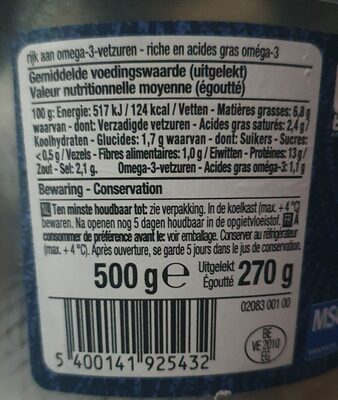 rijk aan omega-3-vetzuren - riche en acides gras oméga-3
Gemiddelde voedingswaarde (uitgelekt)
Valeur nutritionnelle moyenne (égoutté)
100 g: Energie: 517 kJ / 124 kcal / Vetten - Matières grasses: 6,8 g
waarvan - dont: Verzadigde vetzuren - Acides gras saturés: 2,4 g /
Koolhydraten - Glucides: 1,7 g waarvan - dont: Suikers - Sucres:
<0,5 g / Vezels - Fibres alimentaires: 1,0 g / Eiwitten - Protéines: 13 g /
Zout - Sel: 2,1 g. Omega-3-vetzuren - Acides gras oméga-3: 1,1 g
Bewaring - Conservation
NL Ten minste houdbaar tot: zie verpakking. In de koelkast (max. + 4 °C)
bewaren. Na openen nog 5 dagen houdbaar in de opgietvloeistof. FR A
consommer de préférence avant le: voir emballage. Conserver au réfrigérateur
(max. + 4 °C). Après ouverture, se garde 5 jours dans le jus de conservation.
500 g e Uitgelekt Égoutté 270 g
02083 001 00
MS
BE
VE 2010
EG
5 400141 925432